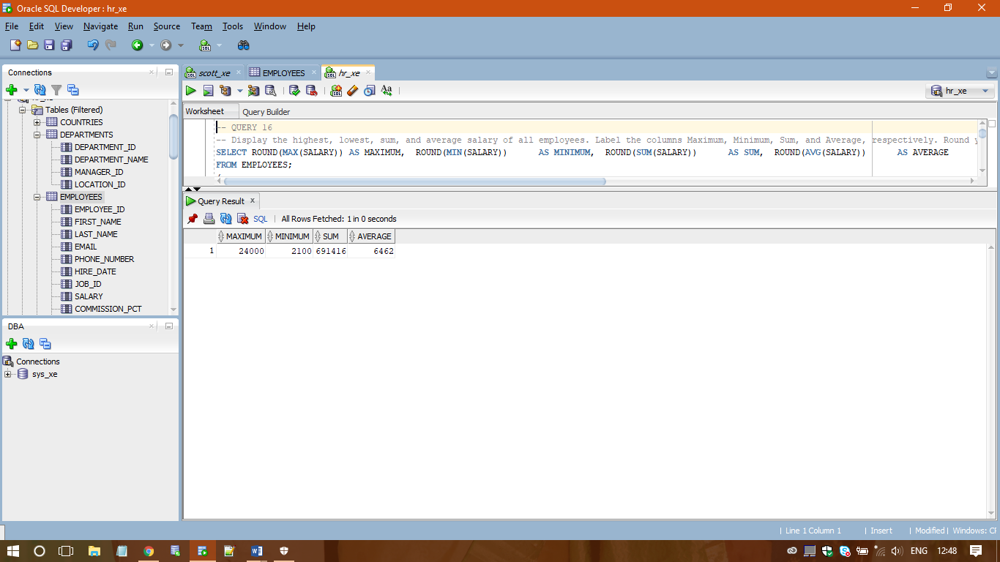 Oracle SQL Developer : hr_xe
File Edit View Navigate Run Source Team Tools Window Help
Connections
Tables (Filtered)
COUNTRIES
DEPARTMENTS
DEPARTMENT_ID
DEPARTMENT_NAME
MANAGER_ID
LOCATION_ID
EMPLOYEES
EMPLOYEE_ID
FIRST_NAME
LAST_NAME
EMAIL
PHONE_NUMBER
HIRE_DATE
JOB_ID
SALARY
COMMISSION_PCT
DBA
Connections
sys_xe
scott_xe EMPLOYEES hr_xe
hr_xe
Worksheet Query Builder
-- QUERY 16
-- Display the highest, lowest, sum, and average salary of all employees. Label the columns Maximum, Minimum, Sum, and Average, respectively. Round
SELECT ROUND(MAX(SALARY)) AS MAXIMUM, ROUND(MIN(SALARY)) AS MINIMUM, ROUND(SUM(SALARY)) AS SUM, ROUND(AVG(SALARY)) AS AVERAGE
FROM EMPLOYEES;
Query Result x
SQL | All Rows Fetched: 1 in 0 seconds
MAXIMUM MINIMUM SUM AVERAGE
1 24000 2100 691416 6462
| Line 1 Column 1 | Insert | Modified | Windows: CF
ENG 12:48